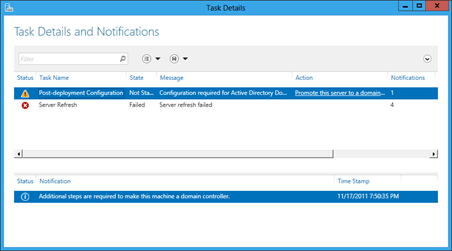 Task Details
Task Details and Notifications
Filter
Status Task Name State Message Action Notifications
Post-deployment Configuration Not Sta... Configuration required for Active Directory Do... Promote this server to a domain... 1
Server Refresh Failed Server refresh failed 4
Status Notification Time Stamp
Additional steps are required to make this machine a domain controller. 11/17/2011 7:50:35 PM